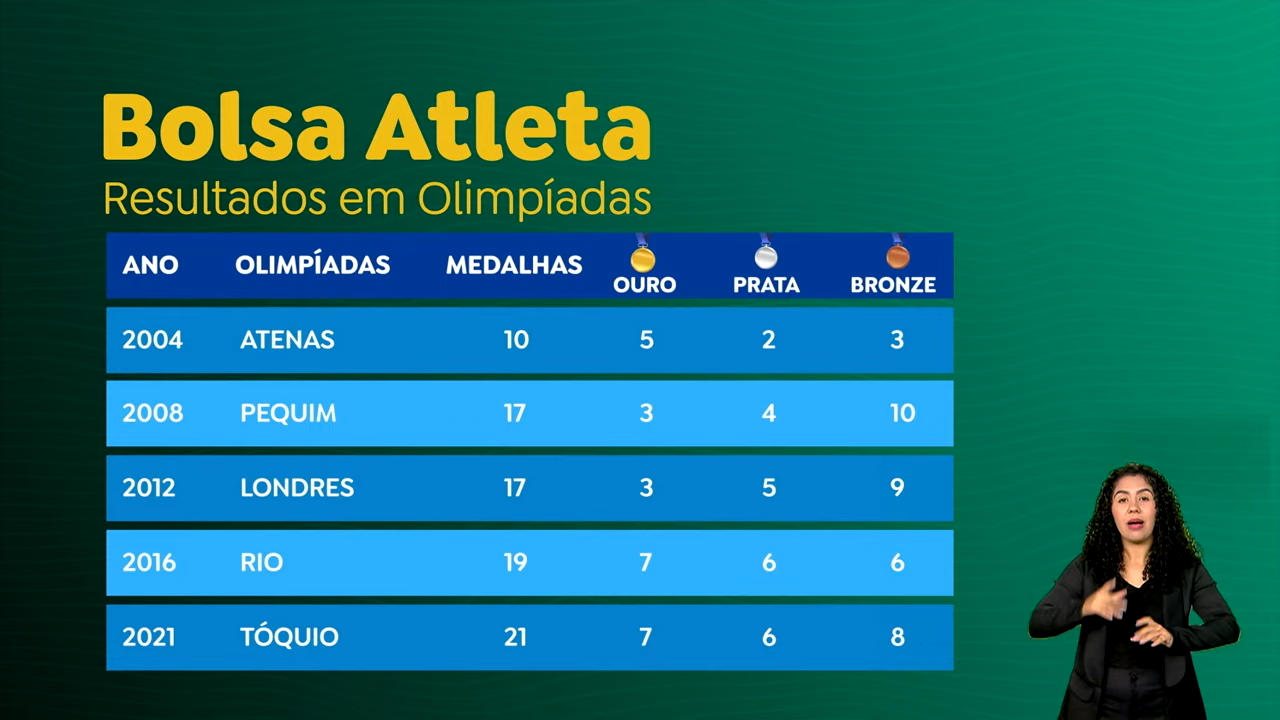 Bolsa Atleta
Resultados em Olimpíadas
ANO OLIMPÍADAS MEDALHAS OURO PRATA BRONZE
2004 ATENAS 10 5 2 3
2008 PEQUIM 17 3 4 10
2012 LONDRES 17 3 5 9
2016 RIO 19 7 6 6
2021 TÓQUIO 21 7 6 8